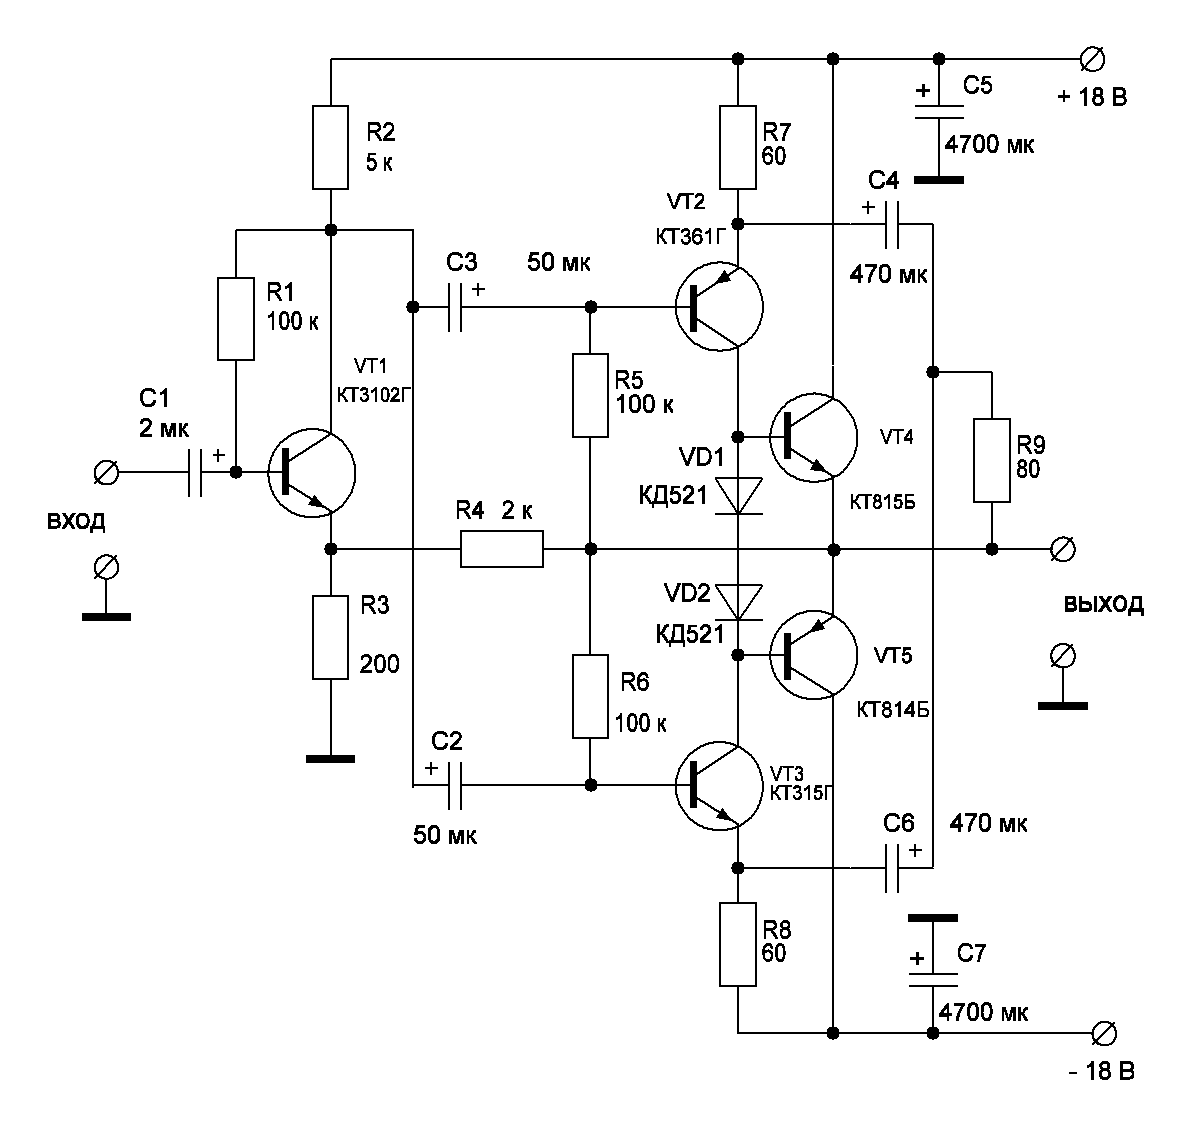 C5
+
+ 18 В
4700 мк
R2
5 к
R7
60
C4
+
470 мк
VT2
КТ361Г
C3
+
50 мк
R1
100 к
VT1
КТ3102Г
R5
100 к
C1
2 мк
+
VT4
КТ815Б
R9
80
VD1
КД521
R4 2 к
ВХОД
VD2
КД521
ВЫХОД
R3
200
VT5
КТ814Б
R6
100 к
C2
+
50 мк
VT3
КТ315Г
C6
+
470 мк
R8
60
C7
+
4700 мк
- 18 В